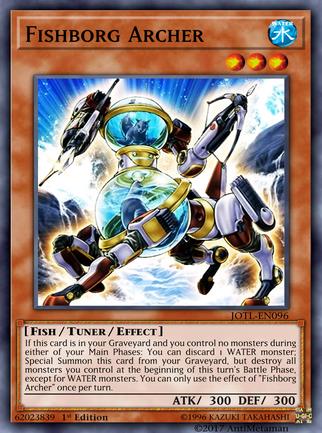 Fishborg Archer
WATER
水
JOTL-EN096
[Fish / Tuner / Effect]
If this card is in your Graveyard and you control no monsters
during either of your Main Phases: You can discard 1 WATER monster;
Special Summon this card from your Graveyard, but destroy all
monsters you control at the beginning of this turn's Battle Phase,
except for WATER monsters. You can only use the effect of "Fishborg
Archer" once per turn.
ATK/ 300 DEF/ 300
62023839 1st Edition ©1996 KAZUKI TAKAHASHI
©2017 AntiMetaman